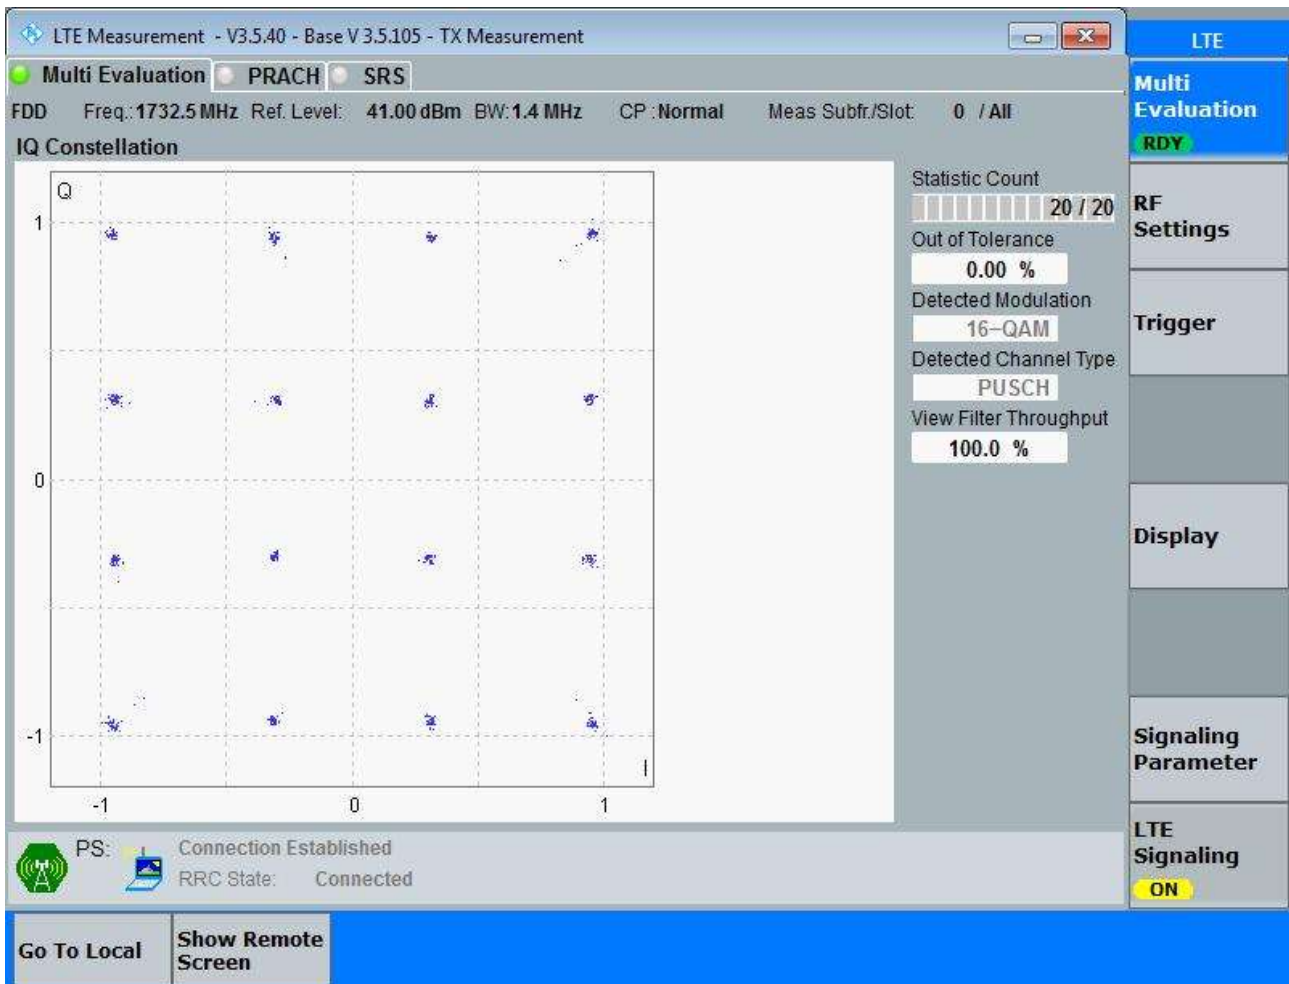 LTE Measurement - V3.5.40 - Base V 3.5.105 - TX Measurement
LTE
Multi Evaluation PRACH SRS
FDD Freq.:1732.5 MHz Ref. Level: 41.00 dBm BW:1.4 MHz CP :Normal Meas Subfr./Slot: 0 / All
IQ Constellation
Q
1
0
-1
I
-1 0 1
Statistic Count
20 / 20
Out of Tolerance
0.00 %
Detected Modulation
16-QAM
Detected Channel Type
PUSCH
View Filter Throughput
100.0 %
Multi
Evaluation
RDY
RF
Settings
Trigger
Display
Signaling
Parameter
LTE
Signaling
ON
PS: Connection Established
RRC State: Connected
Go To Local
Show Remote
Screen